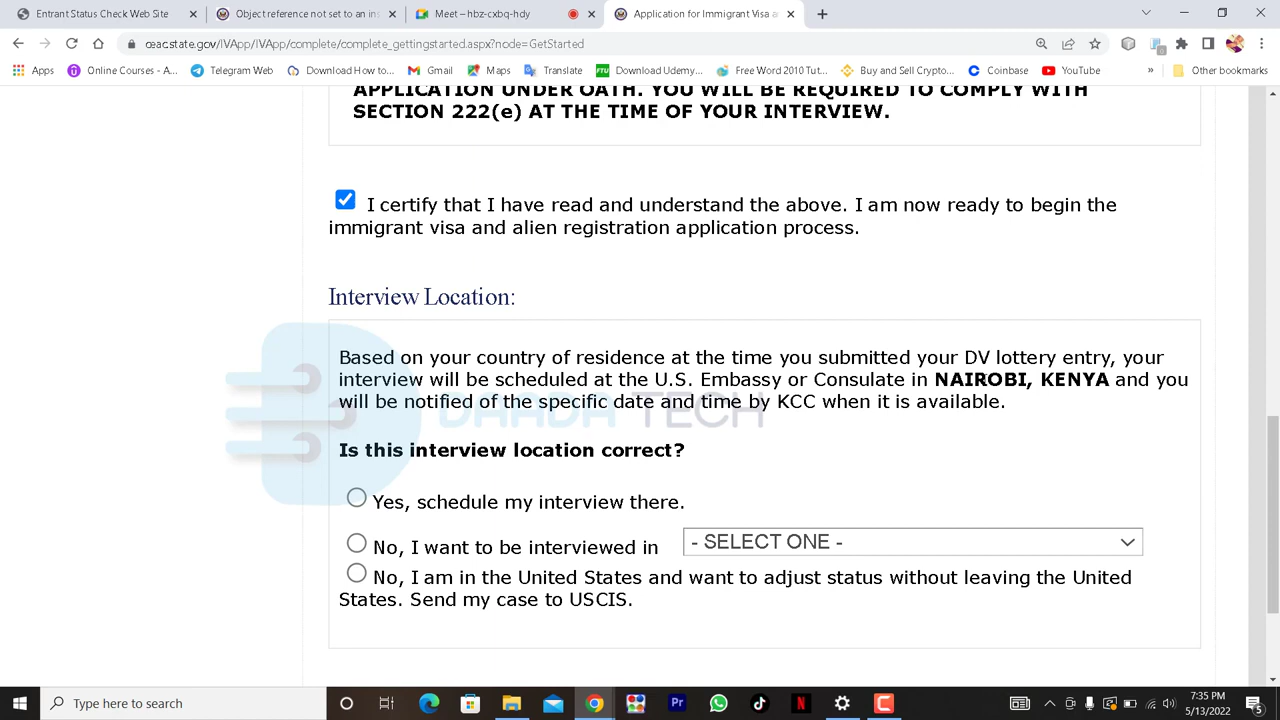 Entrant Status Check Web Site
Object reference not set to an ins
Meet – hbz-cxbq-hdy
Application for Immigrant Visa a
ceac.state.gov/IVApp/IVApp/complete/complete_gettingstarted.aspx?node=GetStarted
Apps
Online Courses - A...
Telegram Web
Download How to...
Gmail
Maps
Translate
Download Udemy...
Free Word 2010 Tut...
Buy and Sell Crypto...
Coinbase
YouTube
»
Other bookmarks
APPLICATION UNDER OATH. YOU WILL BE REQUIRED TO COMPLY WITH
SECTION 222(e) AT THE TIME OF YOUR INTERVIEW.
I certify that I have read and understand the above. I am now ready to begin the
immigrant visa and alien registration application process.
Interview Location:
Based on your country of residence at the time you submitted your DV lottery entry, your
interview will be scheduled at the U.S. Embassy or Consulate in NAIROBI, KENYA and you
will be notified of the specific date and time by KCC when it is available.
DAADA TECH
Is this interview location correct?
Yes, schedule my interview there.
No, I want to be interviewed in
- SELECT ONE -
No, I am in the United States and want to adjust status without leaving the United
States. Send my case to USCIS.
Type here to search
7:35 PM
5/13/2022